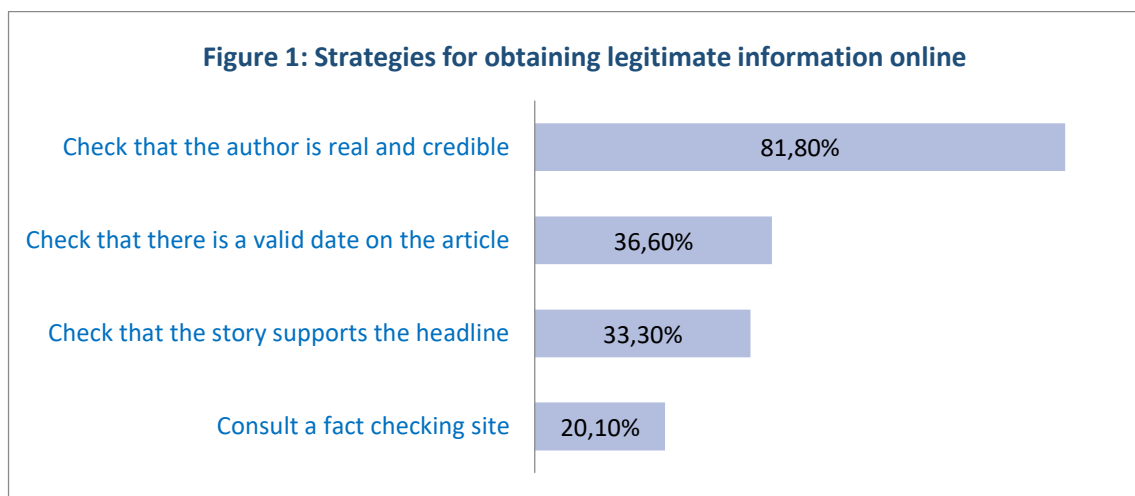 Figure 1: Strategies for obtaining legitimate information online
Check that the author is real and credible
81,80%
Check that there is a valid date on the article
36,60%
Check that the story supports the headline
33,30%
Consult a fact checking site
20,10%